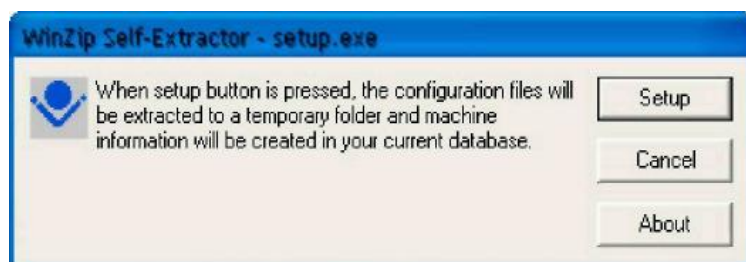 WinZip Self-Extractor - setup.exe
When setup button is pressed, the configuration files will
be extracted to a temporary folder and machine
information will be created in your current database.
Setup
Cancel
About